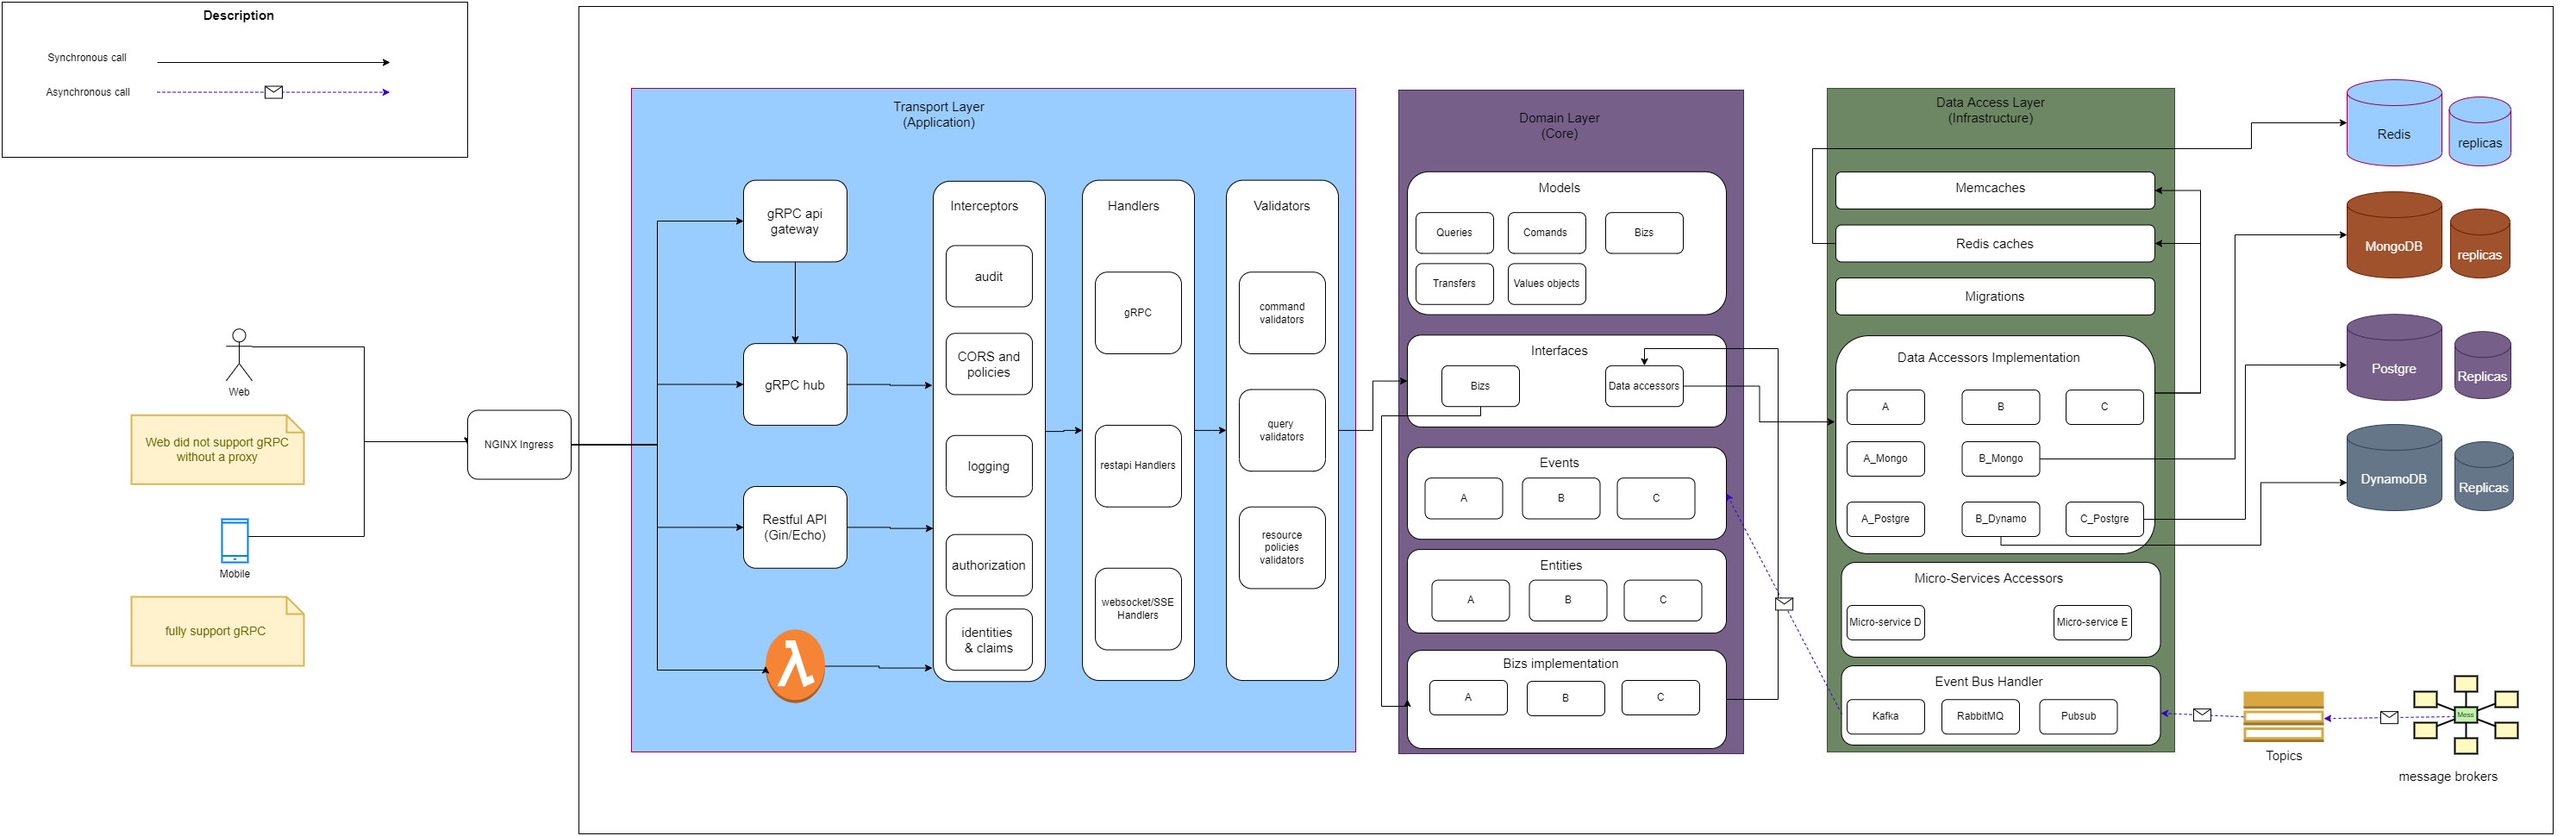 Description
Synchronous call
Asynchronous call
Web
Web did not support gRPC
without a proxy
Mobile
fully support gRPC
NGINX Ingress
Transport Layer
(Application)
gRPC api
gateway
gRPC hub
Restful API
(Gin/Echo)
Interceptors
audit
CORS and
policies
logging
authorization
identities
& claims
Handlers
gRPC
restapi Handlers
websocket/SSE
Handlers
Validators
command
validators
query
validators
resource
policies
validators
Domain Layer
(Core)
Models
Queries
Comands
Bizs
Transfers
Values objects
Interfaces
Bizs
Data accessors
Events
A
B
C
Entities
A
B
C
Bizs implementation
A
B
C
Data Access Layer
(Infrastructure)
Memcaches
Redis caches
Migrations
Data Accessors Implementation
A
B
C
A_Mongo
B_Mongo
A_Postgre
B_Dynamo
C_Postgre
Micro-Services Accessors
Micro-service D
Micro-service E
Event Bus Handler
Kafka
RabbitMQ
Pubsub
Redis
replicas
MongoDB
replicas
Postgre
Replicas
DynamoDB
Replicas
Topics
Mess
message brokers